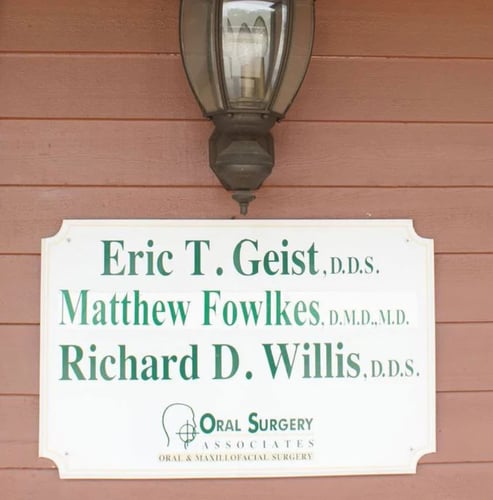 Eric T. Geist, D.D.S.
Matthew Fowlkes, D.M.D., M.D.
Richard D. Willis, D.D.S.
ORAL SURGERY
ASSOCIATES
ORAL & MAXILLOFACIAL SURGERY